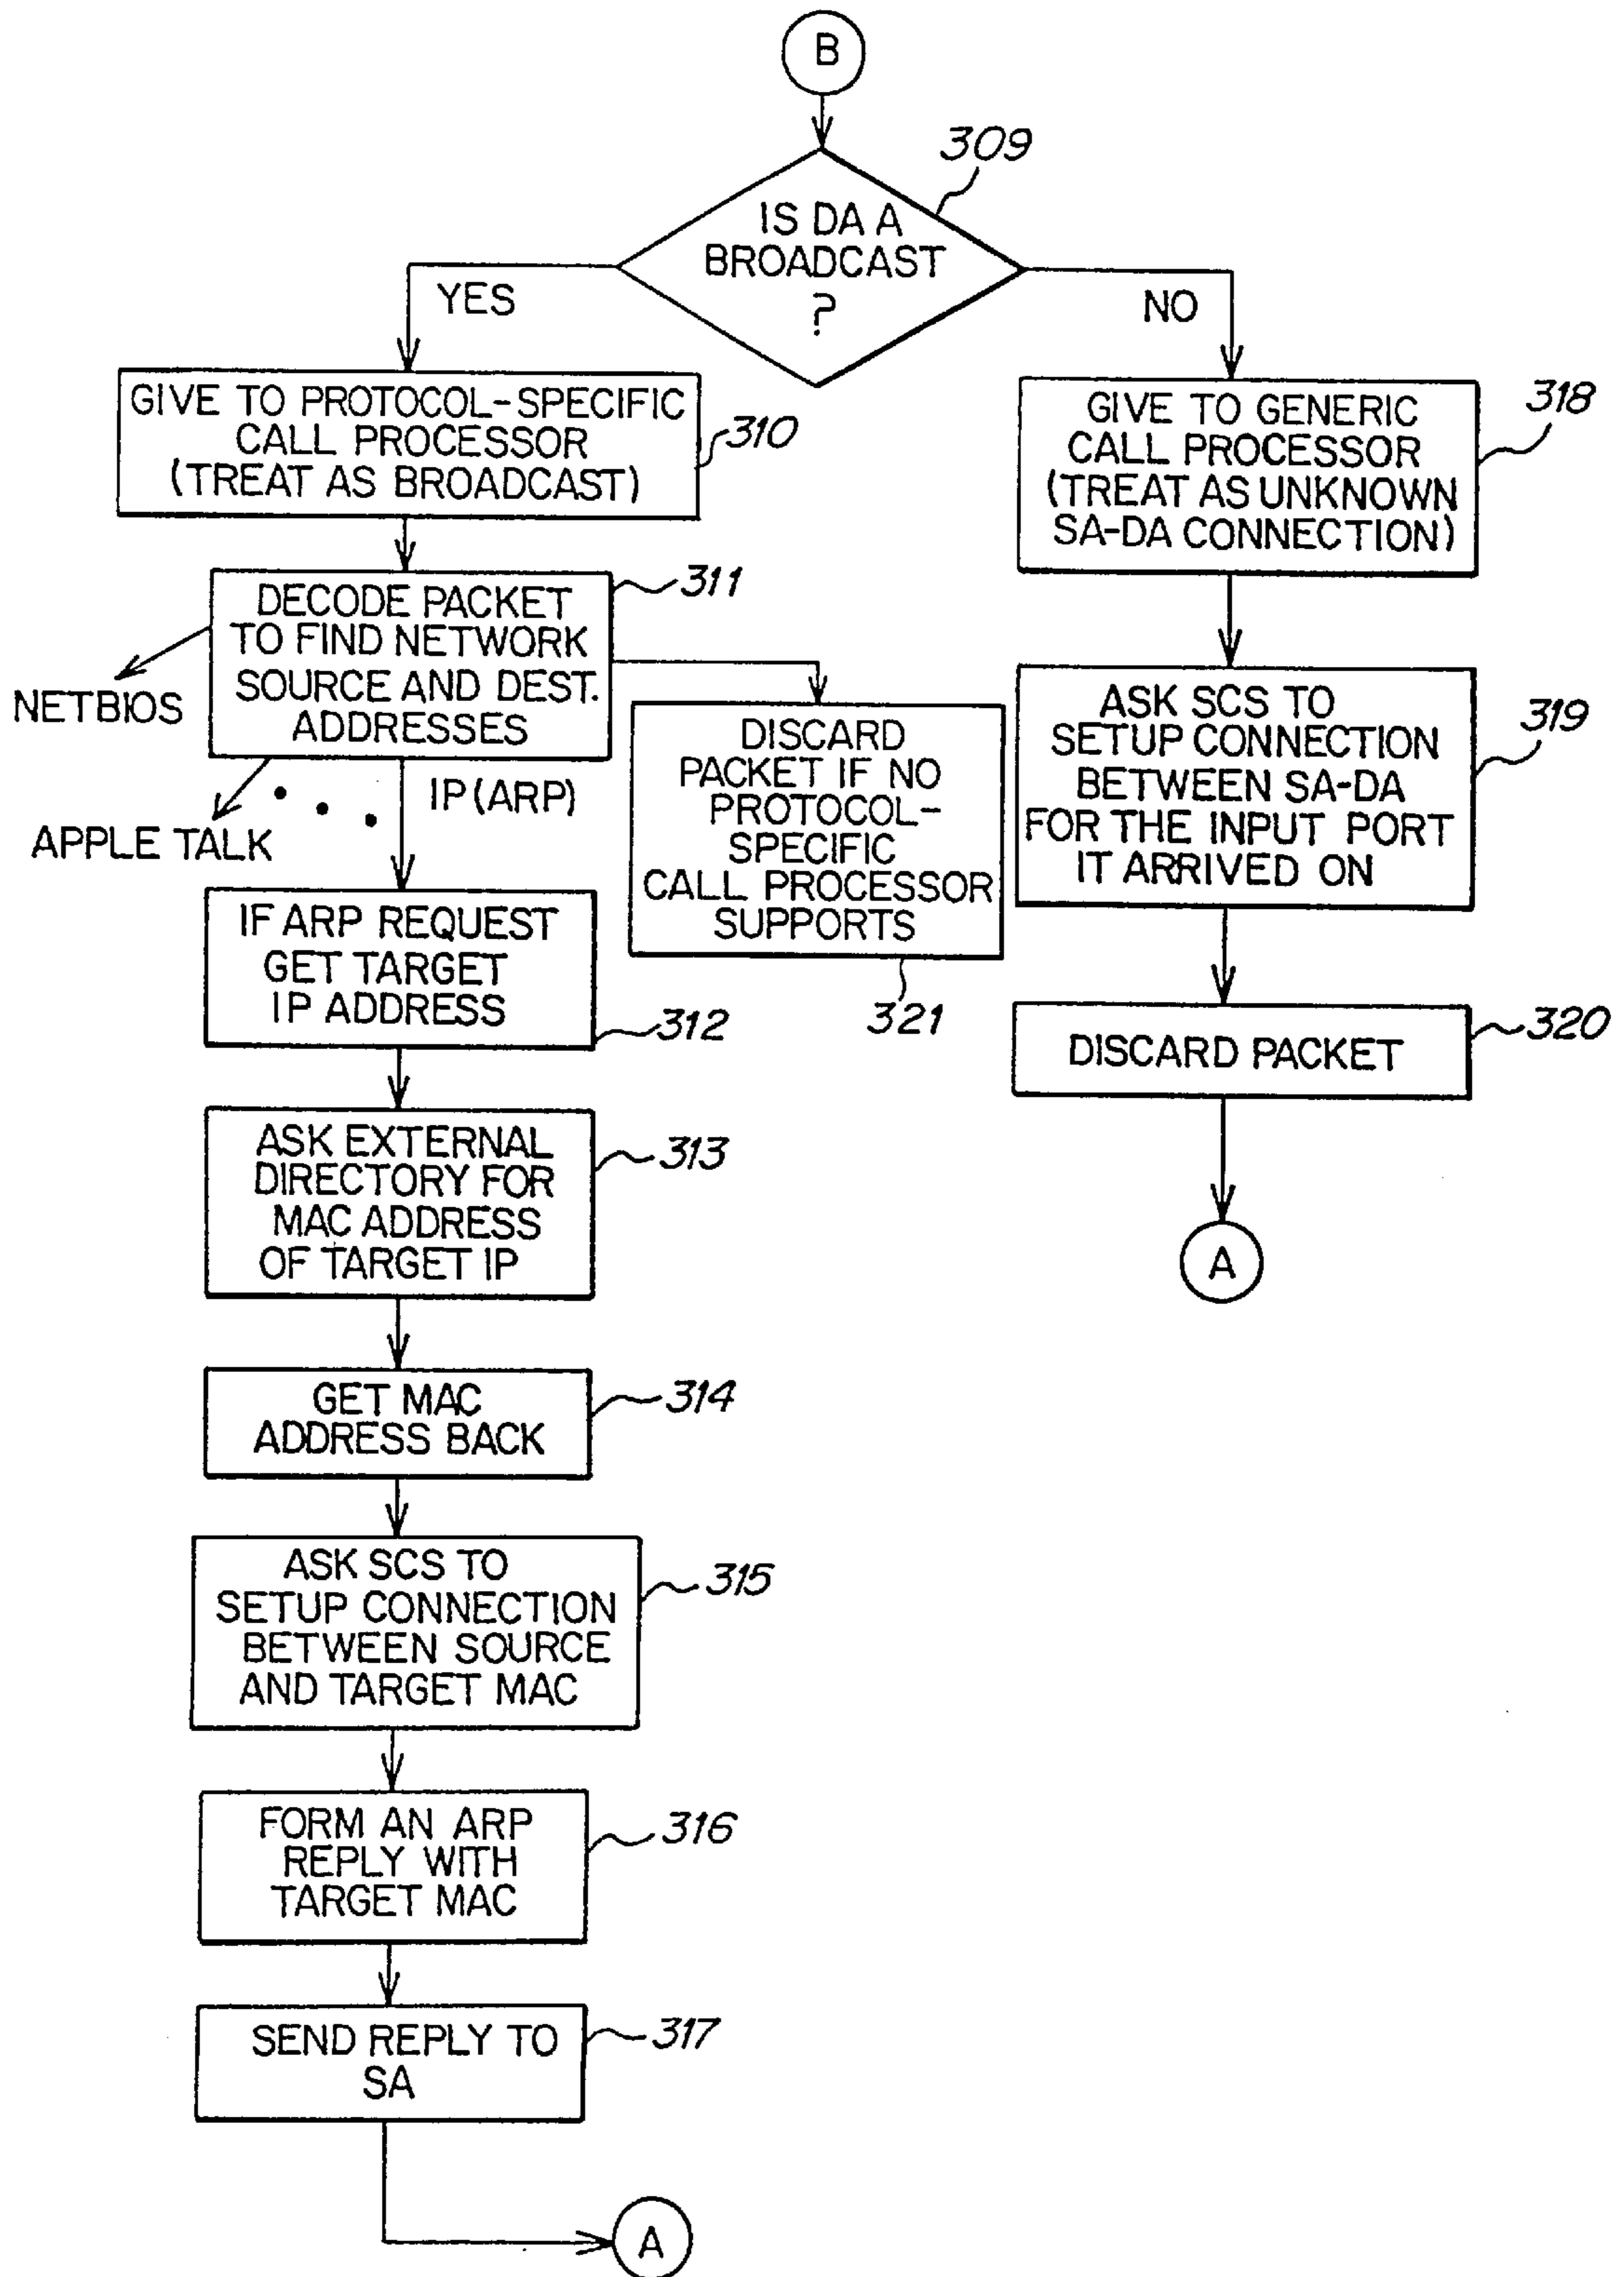 B
309
IS DA A
BROADCAST
?
YES
NO
GIVE TO PROTOCOL-SPECIFIC
CALL PROCESSOR
(TREAT AS BROADCAST)
310
GIVE TO GENERIC
CALL PROCESSOR
(TREAT AS UNKNOWN
SA-DA CONNECTION)
318
DECODE PACKET
TO FIND NETWORK
SOURCE AND DEST.
ADDRESSES
311
NETBIOS
APPLE TALK
IP (ARP)
DISCARD
PACKET IF NO
PROTOCOL-
SPECIFIC
CALL PROCESSOR
SUPPORTS
321
ASK SCS TO
SETUP CONNECTION
BETWEEN SA-DA
FOR THE INPUT PORT
IT ARRIVED ON
319
IF ARP REQUEST
GET TARGET
IP ADDRESS
312
DISCARD PACKET
320
A
ASK EXTERNAL
DIRECTORY FOR
MAC ADDRESS
OF TARGET IP
313
GET MAC
ADDRESS BACK
314
ASK SCS TO
SETUP CONNECTION
BETWEEN SOURCE
AND TARGET MAC
315
FORM AN ARP
REPLY WITH
TARGET MAC
316
SEND REPLY TO
SA
317
A